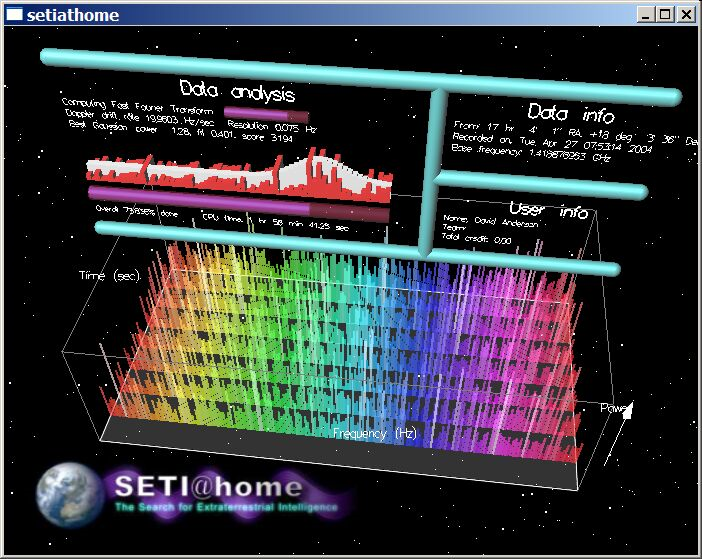 setiathome
Data analysis
Computing Fast Fourier Transform
Doppler drift rate 19.9603 Hz/sec Resolution 0.075 Hz
Best Gaussian power 1.28, fit 0.401, score 3.194
Overall 73.838% done CPU time: 1 hr 58 min 41.25 sec
Data info
From: 17 hr 4' 1" RA, +18 deg 3' 36" Dec
Recorded on: Tue Apr 27 07:53:14 2004
Base frequency: 1.418878953 GHz
User info
Name: David Anderson
Team:
Total credit: 0.00
Time (sec)
Power
Frequency (Hz)
SETI@home
The Search for Extraterrestrial Intelligence